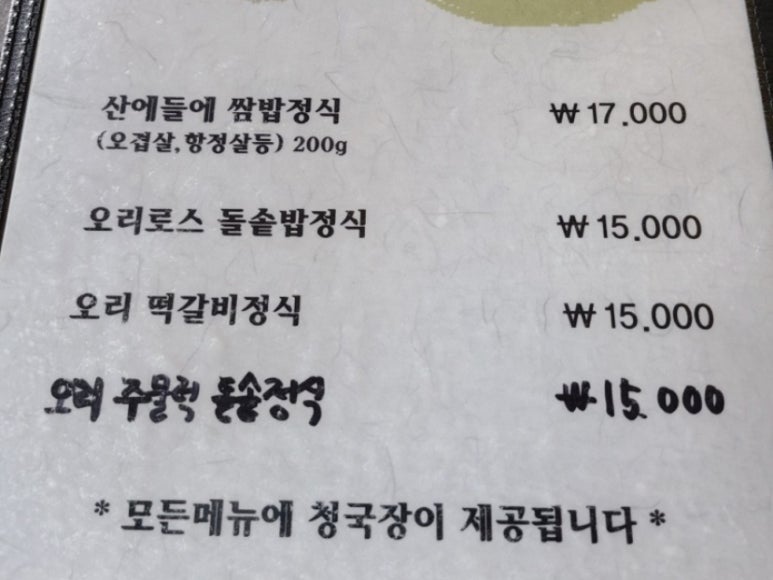 산에들에 쌈밥정식 ₩ 17.000
(오겹살,항정살등) 200g
오리로스 돌솥밥정식 ₩ 15.000
오리 떡갈비정식 ₩ 15.000
오리 주물럭 돌솥정식 ₩15.000
* 모든메뉴에 청국장이 제공됩니다 *